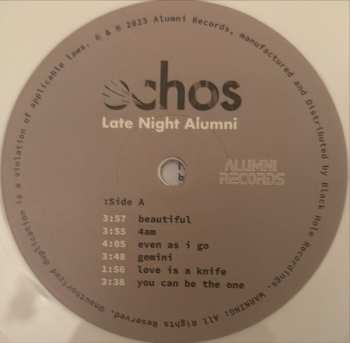 ℗ & © 2023 Alumni Records, manufactured and Distributed by Black Hole Recordings. WARNING: All Rights Reserved. Unauthorized Duplication is a violation of applicable laws.
echos
Late Night Alumni
ALUMNI
RECORDS
:Side A
3:57 beautiful
3:55 4am
4:05 even as i go
3:48 gemini
1:56 love is a knife
3:38 you can be the one